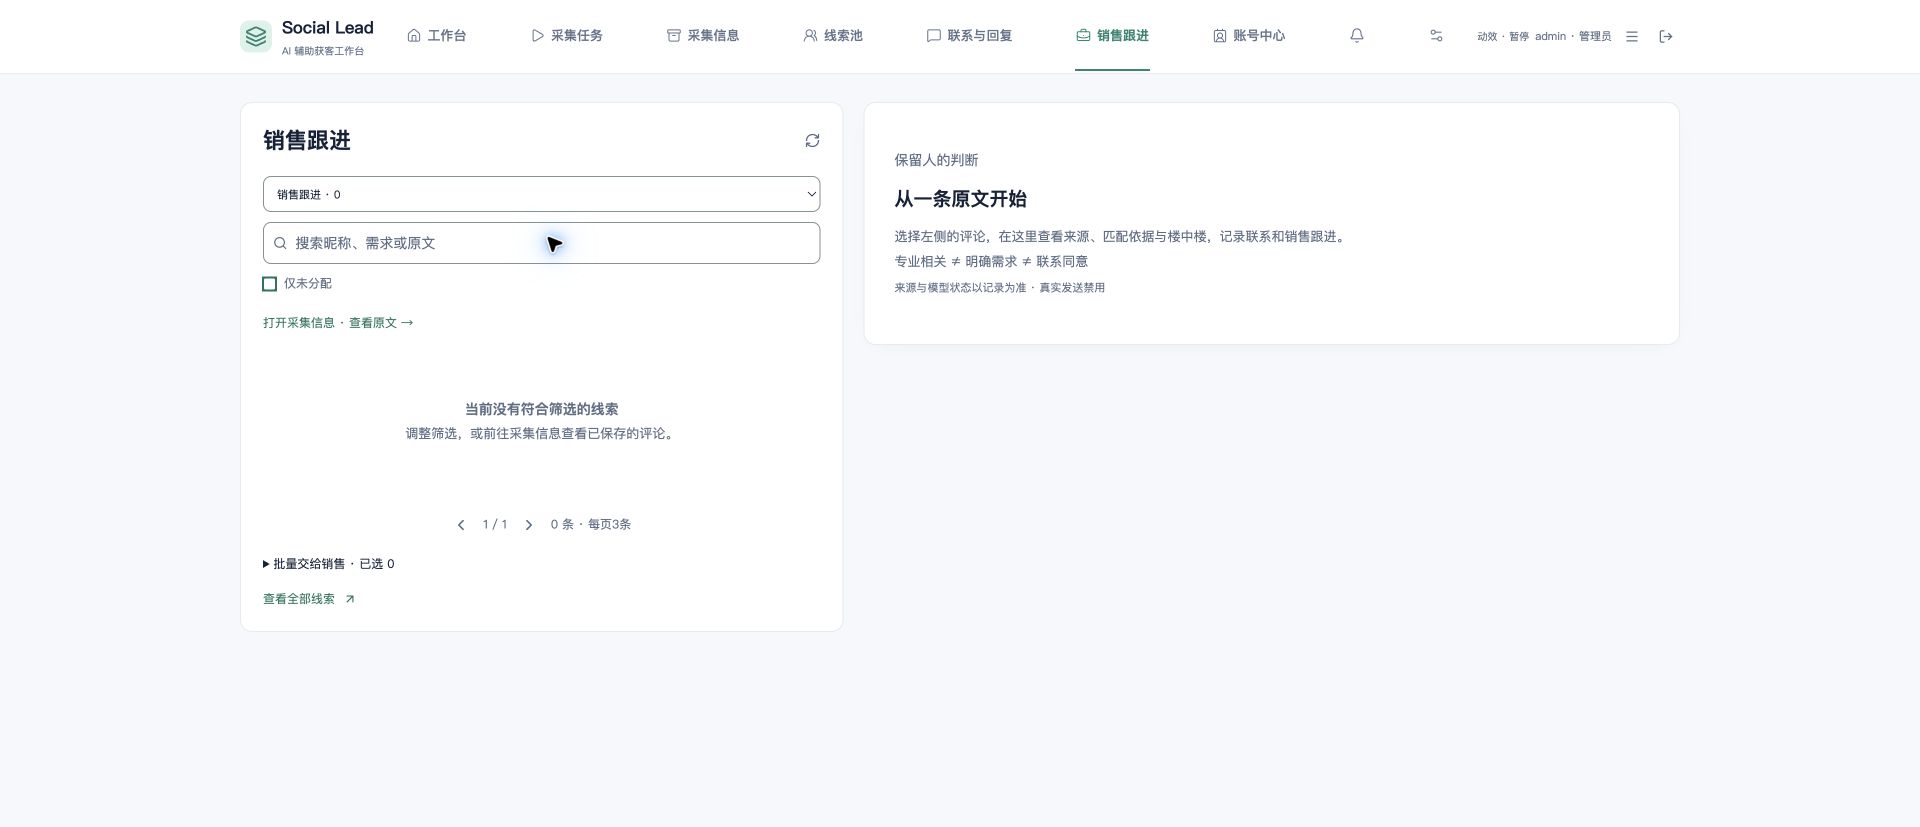 Social Lead
AI 辅助获客工作台
工作台
采集任务
采集信息
线索池
联系与回复
销售跟进
账号中心
动效 · 暂停
admin · 管理员
销售跟进
销售跟进 · 0
搜索昵称、需求或原文
仅未分配
打开采集信息 · 查看原文 →
当前没有符合筛选的线索
调整筛选，或前往采集信息查看已保存的评论。
1 / 1
0 条 · 每页3条
批量交给销售 · 已选 0
查看全部线索
保留人的判断
从一条原文开始
选择左侧的评论，在这里查看来源、匹配依据与楼中楼，记录联系和销售跟进。
专业相关 ≠ 明确需求 ≠ 联系同意
来源与模型状态以记录为准 · 真实发送禁用